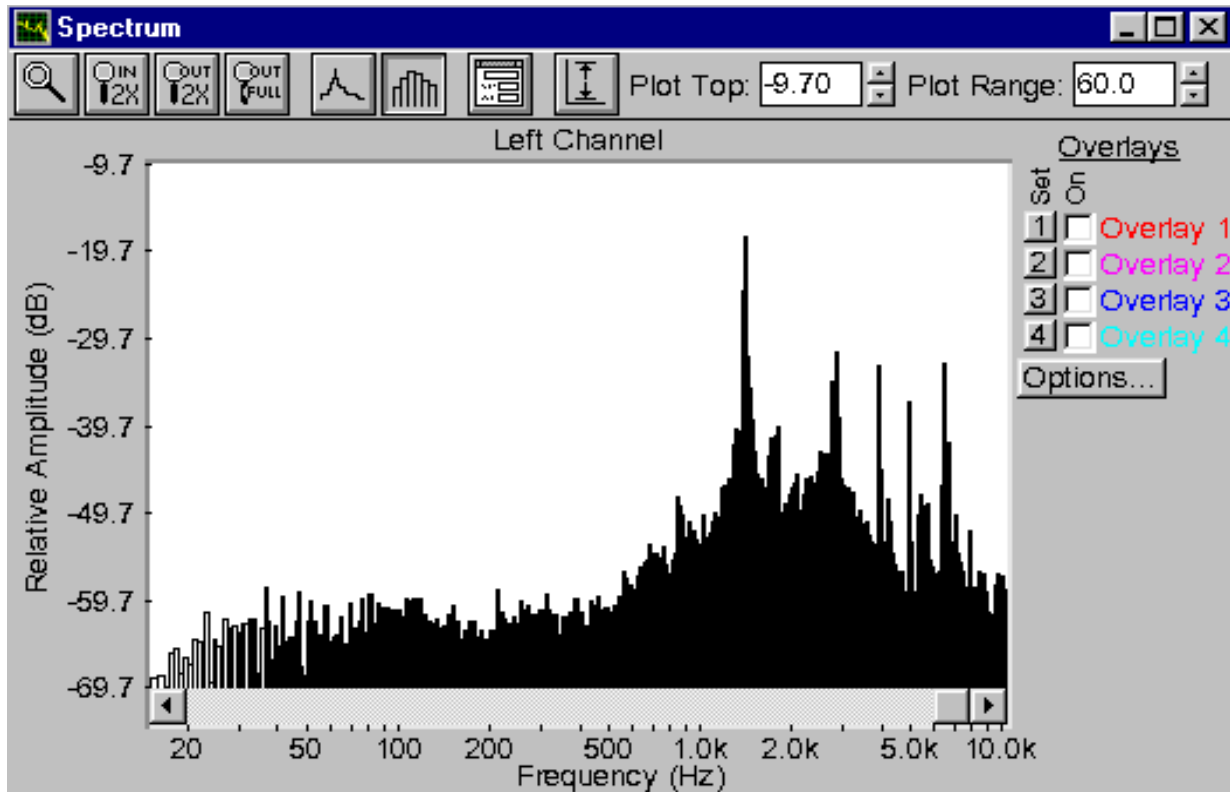 Spectrum
IN 2X OUT 2X OUT FULL Plot Top: -9.70 Plot Range: 60.0
Left Channel
Overlays
Set On
1 Overlay 1
2 Overlay 2
3 Overlay 3
4 Overlay 4
Options...
Relative Amplitude (dB)
-9.7
-19.7
-29.7
-39.7
-49.7
-59.7
-69.7
20 50 100 200 500 1.0k 2.0k 5.0k 10.0k
Frequency (Hz)